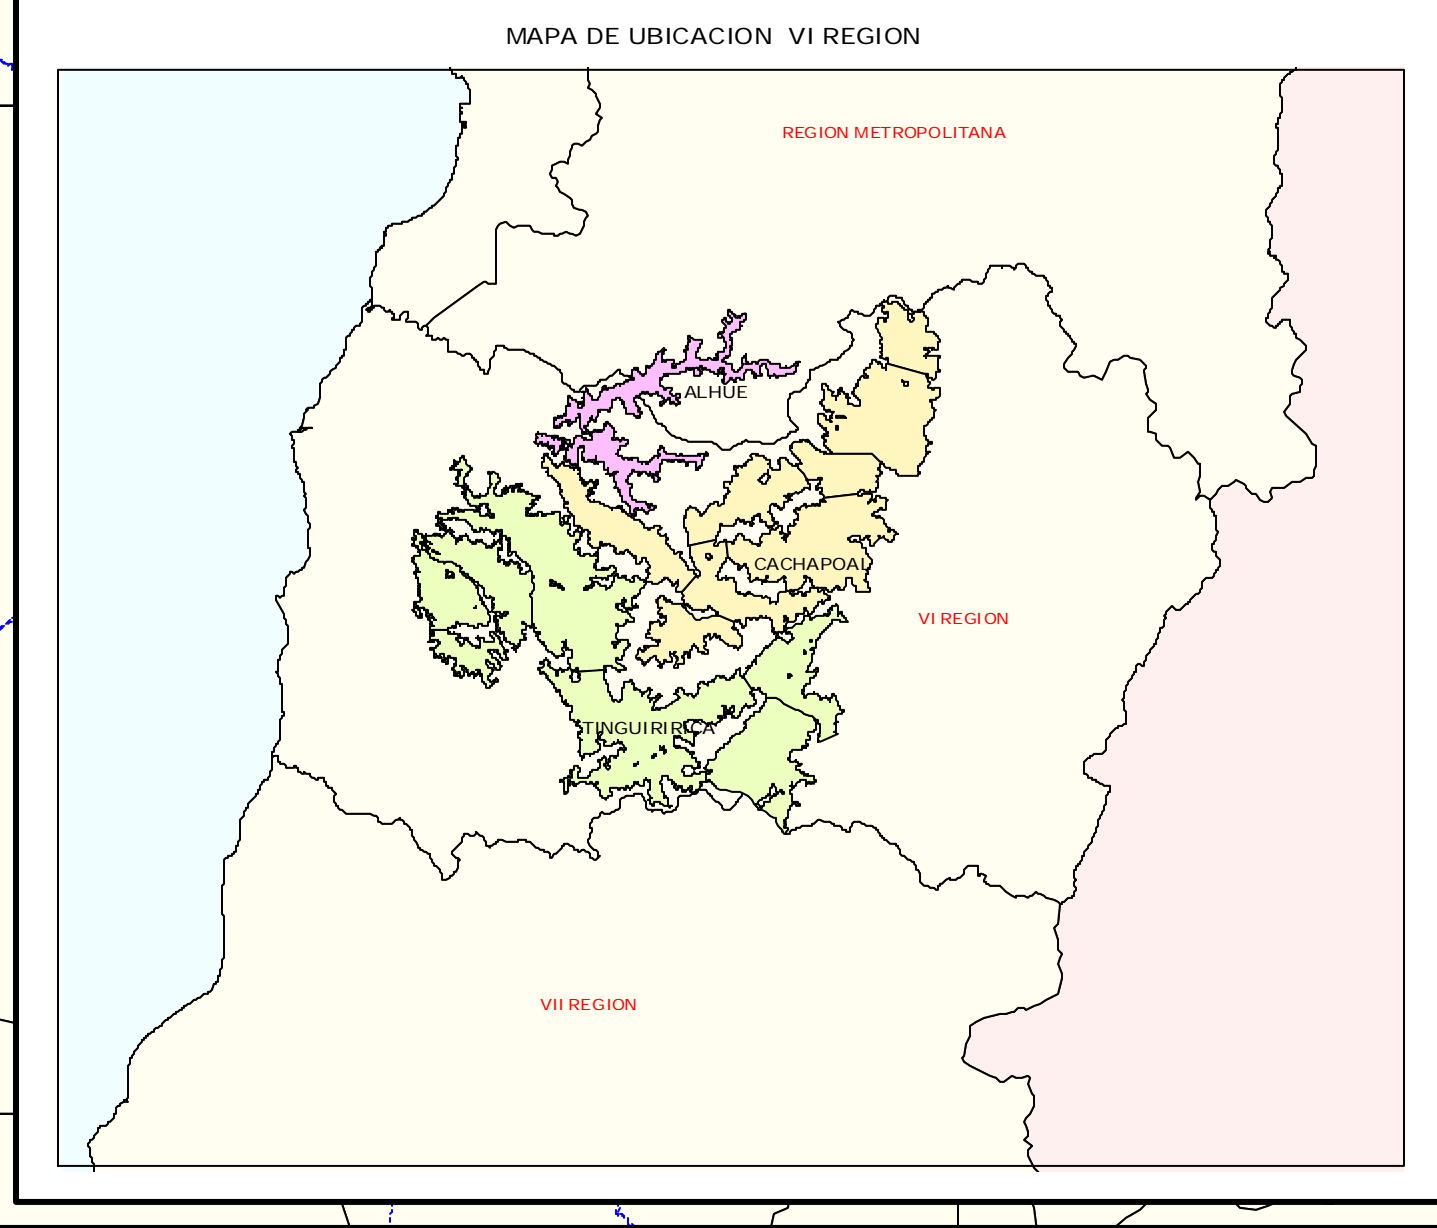 MAPA DE UBICACION VI REGION
REGION METROPOLITANA
ALHUE
CACHAPOAL
VI REGION
TINGUIRIRICA
VII REGION